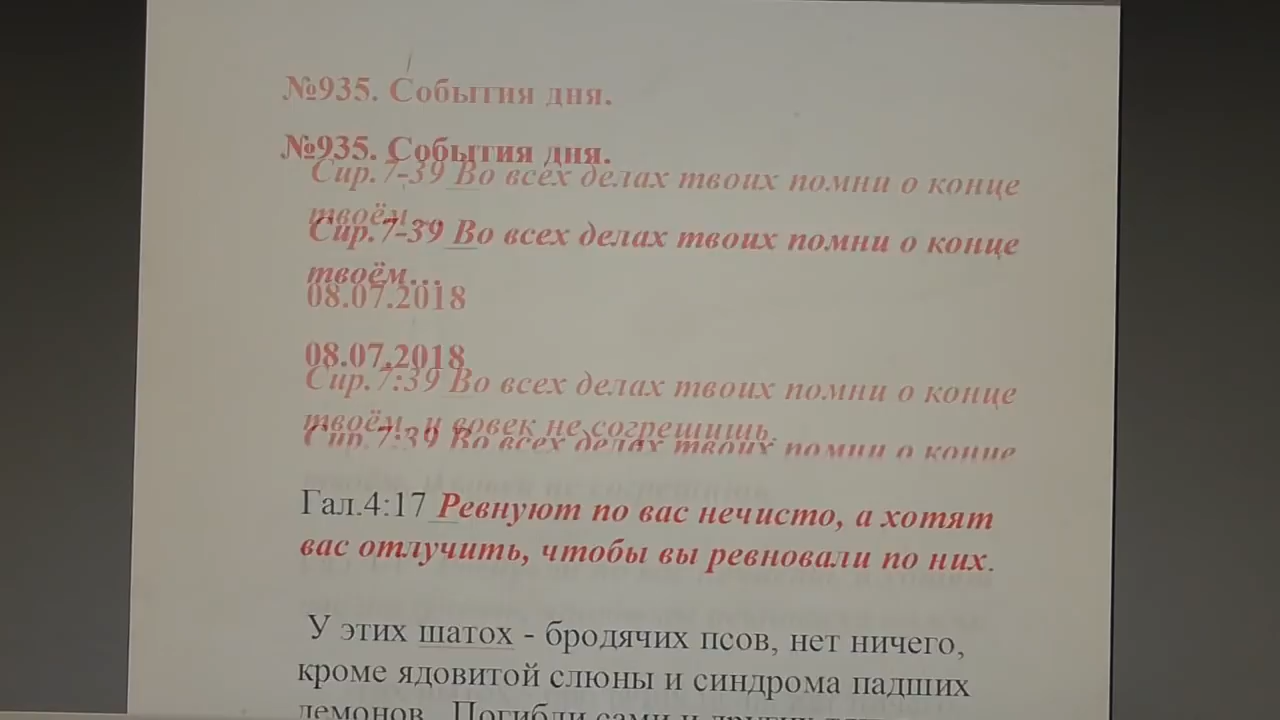 №935. События дня.
№935. События дня.
Сир.7-39 Во всех делах твоих помни о конце
твоём...
Сир.7-39 Во всех делах твоих помни о конце
твоём...
08.07.2018
08.07.2018
Сир.7:39 Во всех делах твоих помни о конце
твоём, и вовек не согрешишь.
Сир.7:39 Во всех делах твоих помни о конце
Гал.4:17 Ревнуют по вас нечисто, а хотят
вас отлучить, чтобы вы ревновали по них.
У этих шатох - бродячих псов, нет ничего,
кроме ядовитой слюны и синдрома падших
демонов. Погибли сами и других